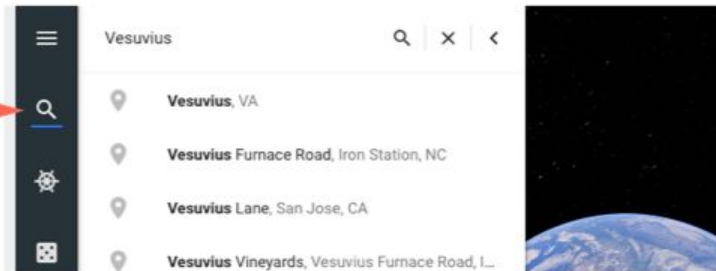 Vesuvius
Vesuvius, VA
Vesuvius Furnace Road, Iron Station, NC
Vesuvius Lane, San Jose, CA
Vesuvius Vineyards, Vesuvius Furnace Road, I...